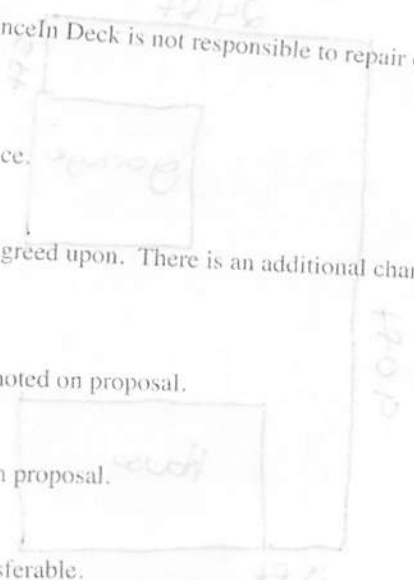 nceIn Deck is not responsible to repair
ce.
greed upon. There is an additional char
noted on proposal.
n proposal.
sferable.